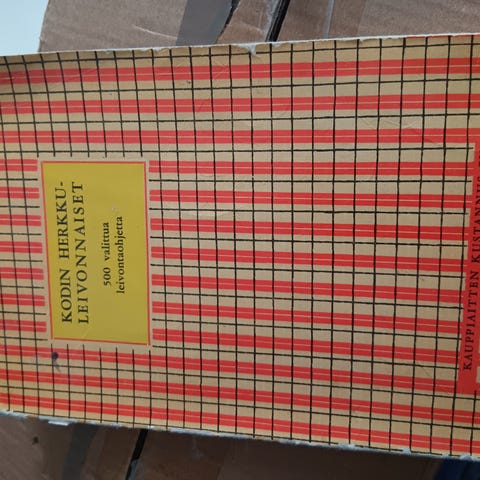 KODIN HERKKU-
LEIVONNAISET
500 valittua
leivontaohjetta
KAUPPIAITTEN KUSTANNUS